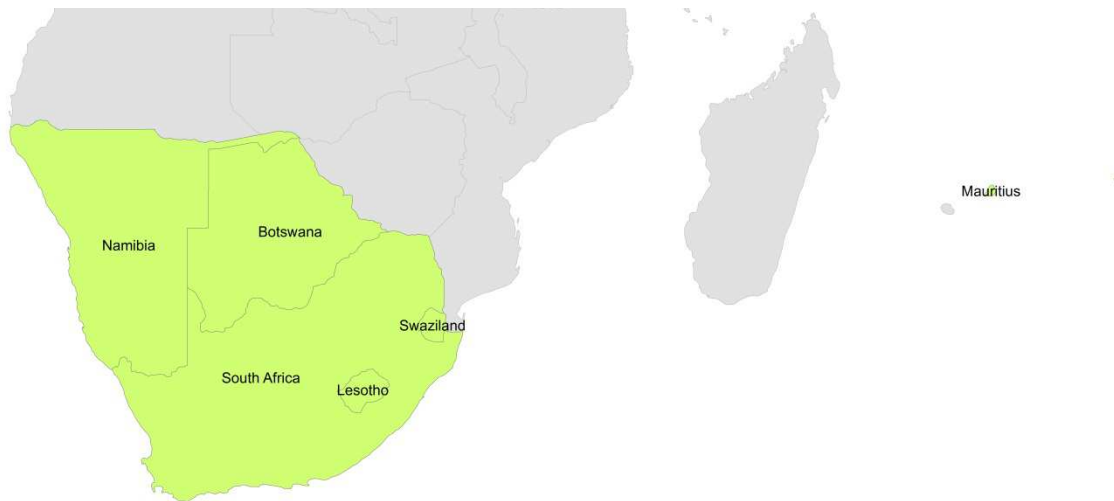 Mauritius
Botswana
Namibia
Swaziland
South Africa
Lesotho